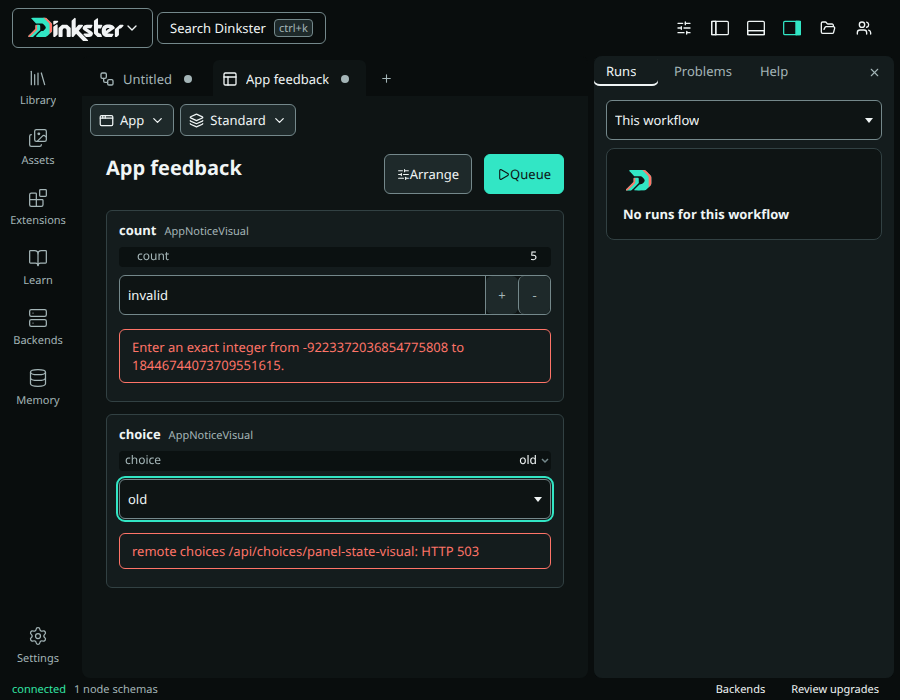 Dinkster
Search Dinkster ctrl+k
Library
Assets
Extensions
Learn
Backends
Memory
Settings
Untitled
App feedback
App
Standard
App feedback
Arrange
Queue
count AppNoticeVisual
count 5
invalid + -
Enter an exact integer from -9223372036854775808 to
18446744073709551615.
choice AppNoticeVisual
choice old
old
remote choices /api/choices/panel-state-visual: HTTP 503
Runs Problems Help
This workflow
No runs for this workflow
connected 1 node schemas
Backends Review upgrades